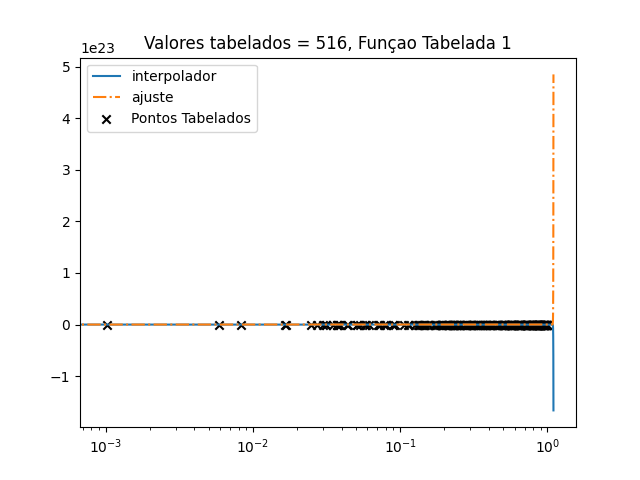 Valores tabelados = 516, Funçao Tabelada 1
1e23
interpolador
ajuste
Pontos Tabelados
5
4
3
2
1
0
−1
10⁻³
10⁻²
10⁻¹
10⁰